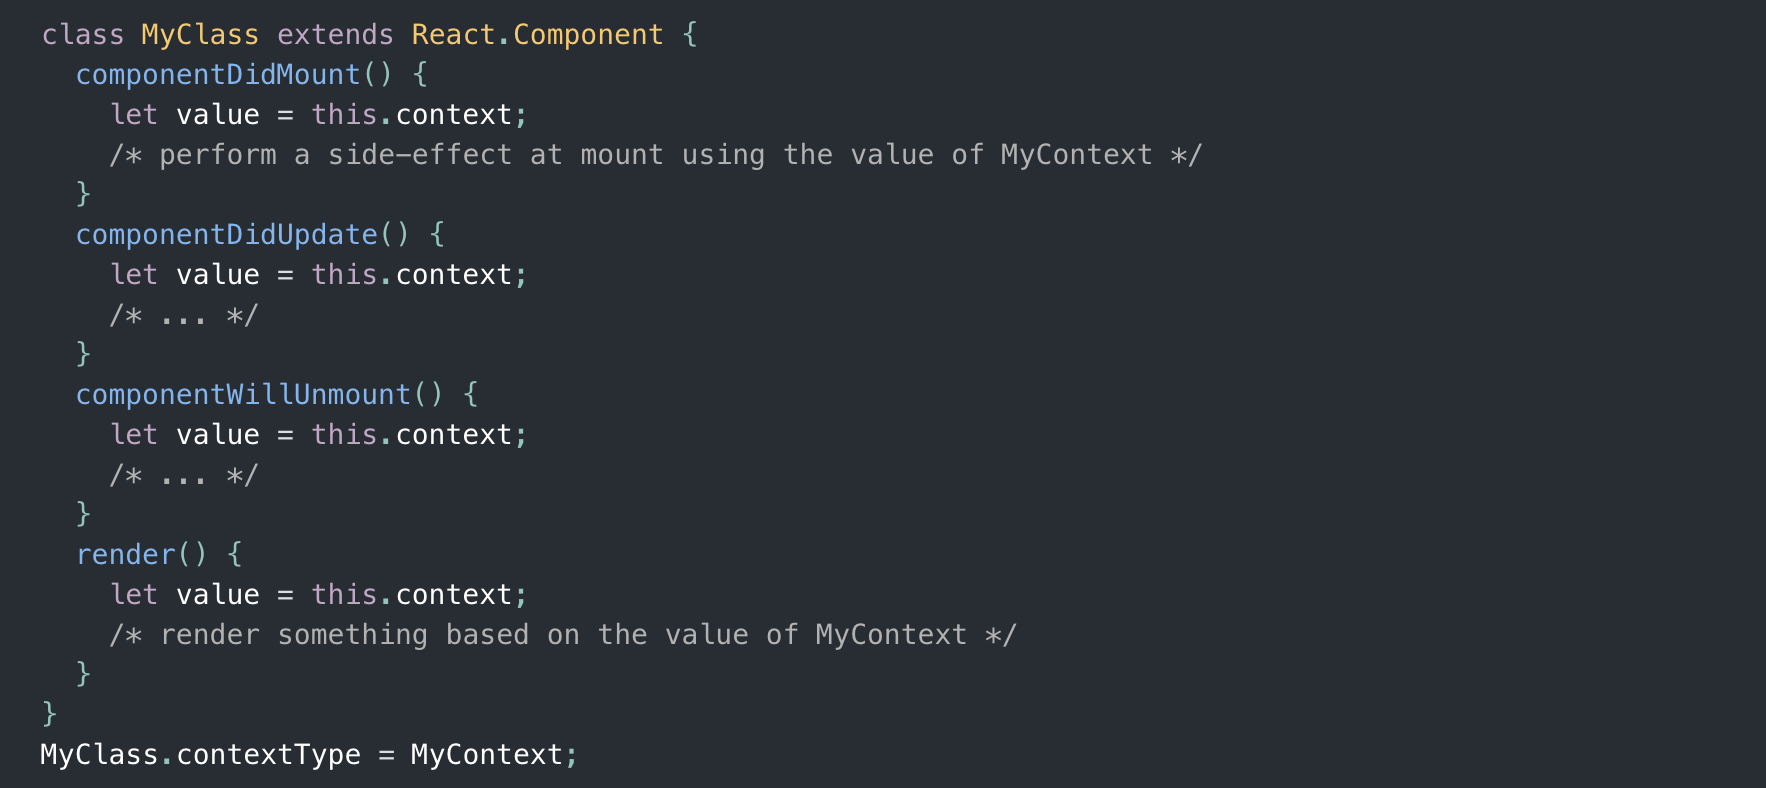 class MyClass extends React.Component {
  componentDidMount() {
    let value = this.context;
    /* perform a side-effect at mount using the value of MyContext */
  }
  componentDidUpdate() {
    let value = this.context;
    /* ... */
  }
  componentWillUnmount() {
    let value = this.context;
    /* ... */
  }
  render() {
    let value = this.context;
    /* render something based on the value of MyContext */
  }
}
MyClass.contextType = MyContext;